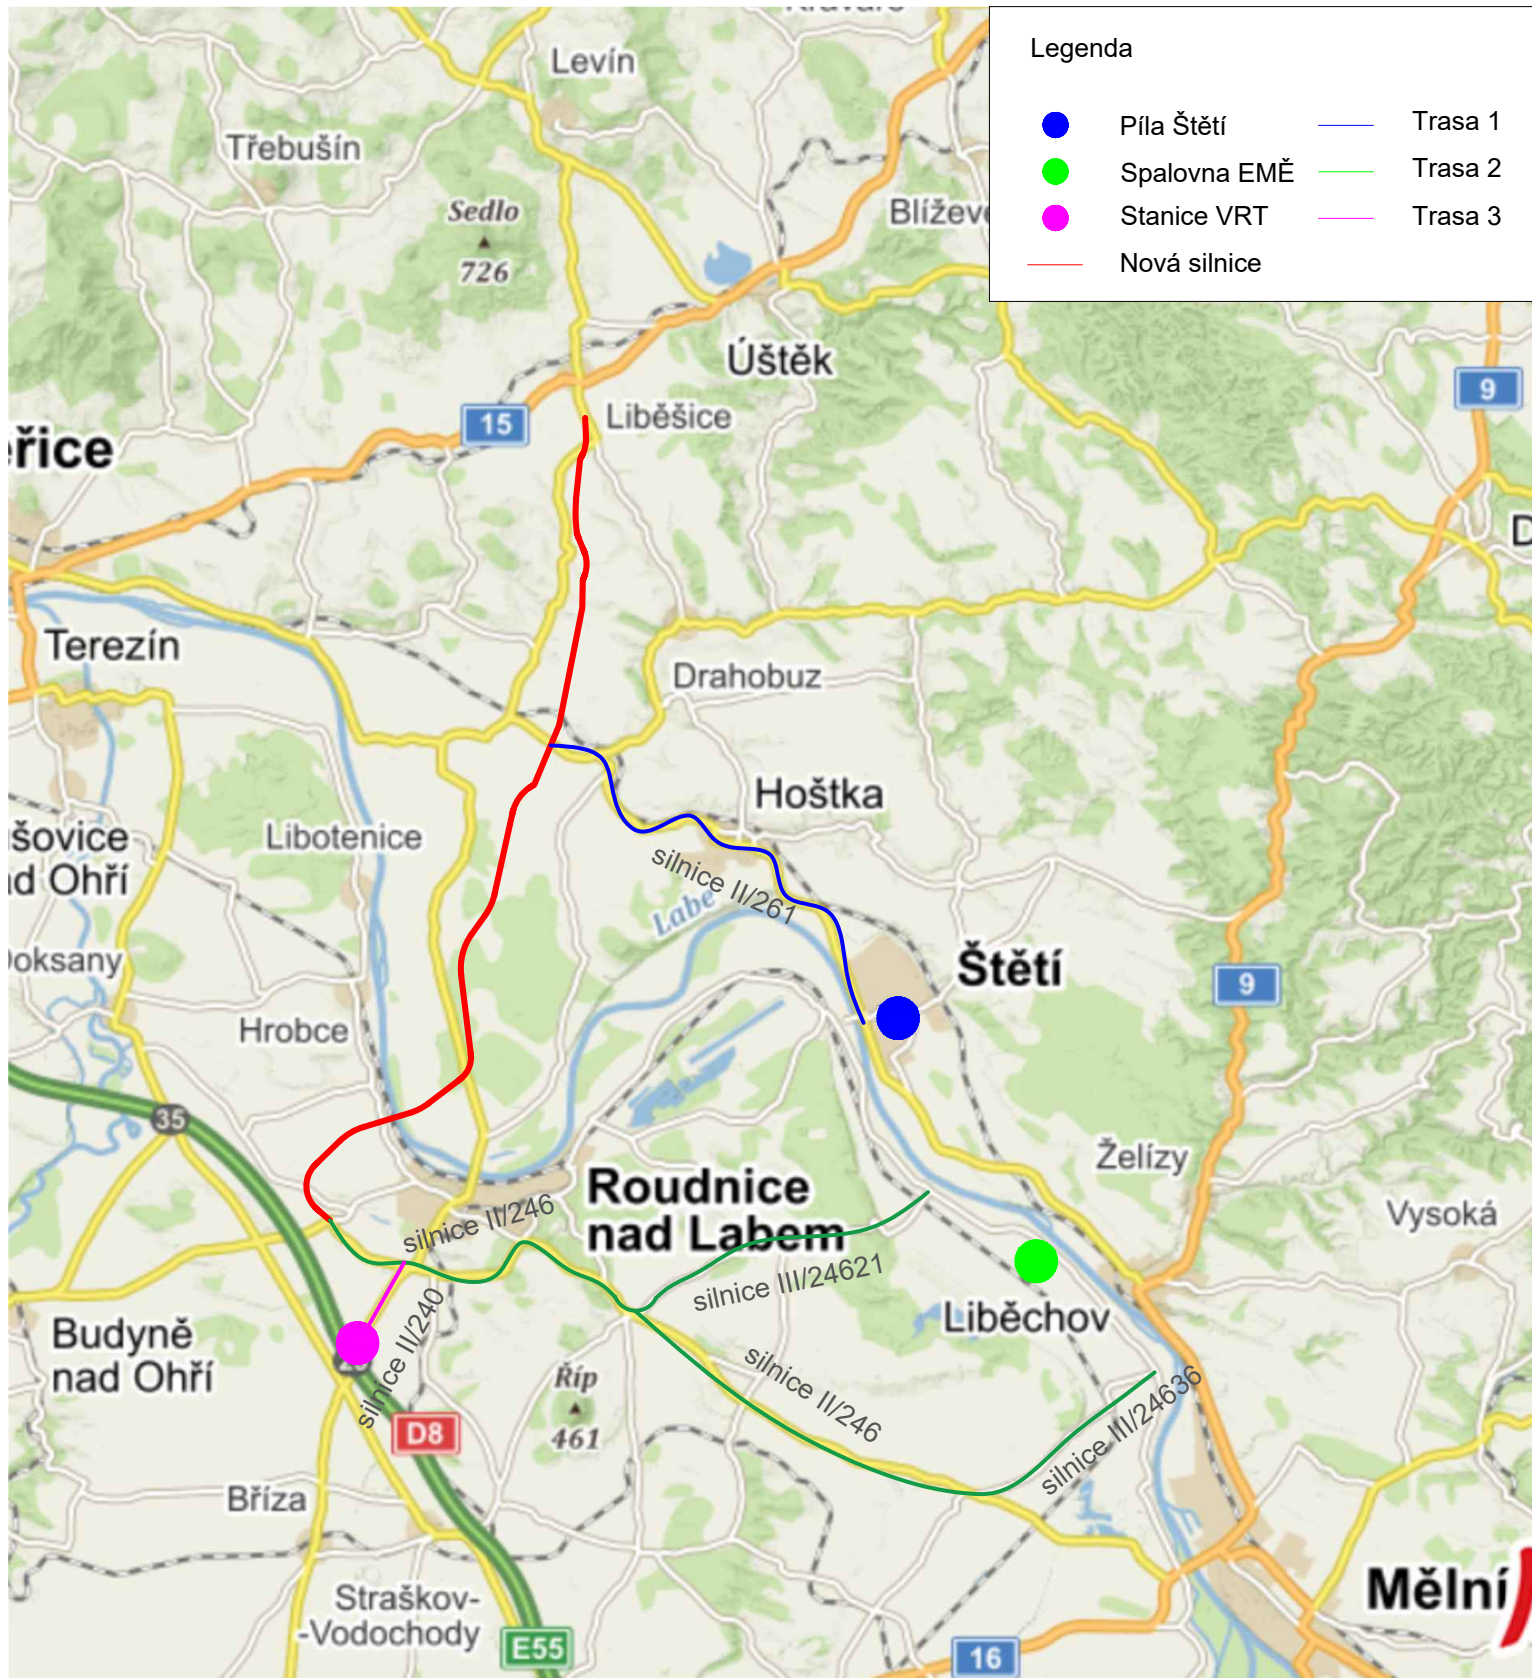 Levín
Legenda
Píla Štětí
Trasa 1
Spalovna EMĚ
Trasa 2
Stanice VRT
Trasa 3
Nová silnice
Třebušín
Blíževe
Sedlo
726
Úštěk
9
15
Liběšice
řice
D
Terezín
Drahobuz
Hoštka
šovice
ad Ohří
Libotenice
silnice II/261
Labe
oksany
Štětí
9
Hrobce
35
Želízy
Roudnice
nad Labem
silnice II/246
Vysoká
silnice III/24621
Liběchov
Budyně
nad Ohří
silnice II/240
silnice II/246
Říp
461
silnice III/24636
D8
Bříza
Mělní
Straškov-
-Vodochody
E55
16